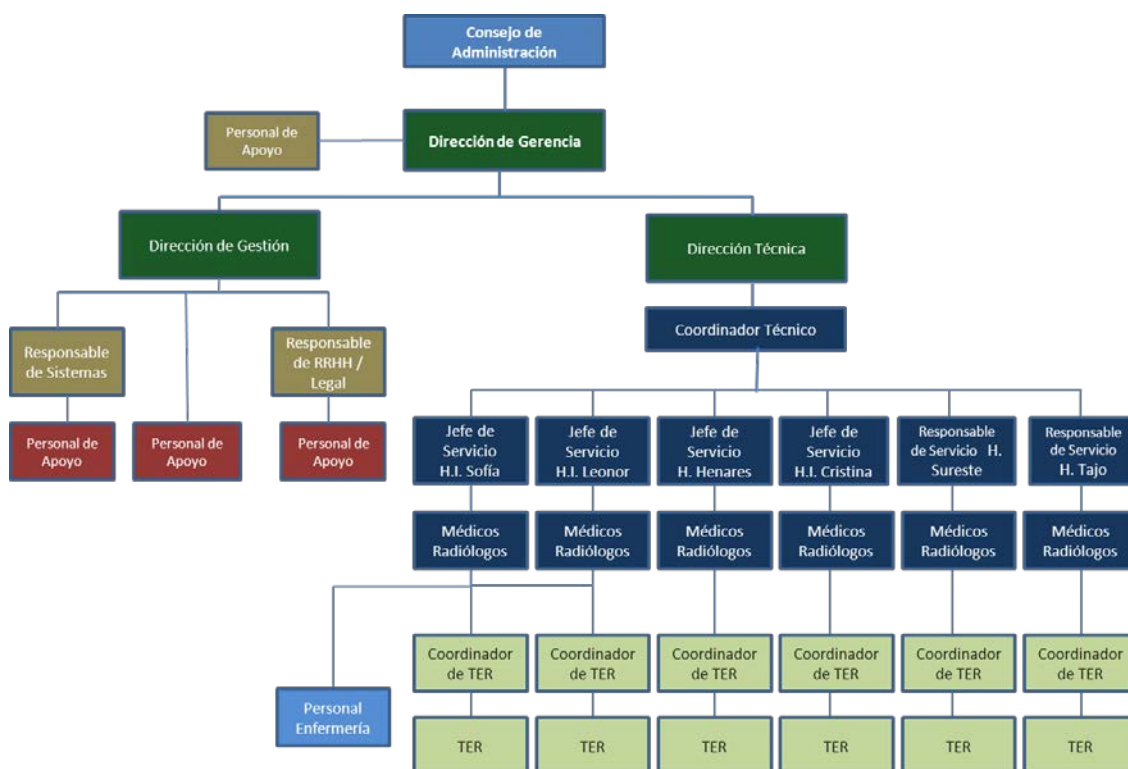 Consejo de
Administración
Personal de
Apoyo
Dirección de Gerencia
Dirección de Gestión
Dirección Técnica
Coordinador Técnico
Responsable
de Sistemas
Responsable
de RRHH /
Legal
Personal de
Apoyo
Personal de
Apoyo
Personal de
Apoyo
Jefe de
Servicio
H.I. Sofía
Jefe de
Servicio
H.I. Leonor
Jefe de
Servicio
H. Henares
Jefe de
Servicio
H.I. Cristina
Responsable
de Servicio H.
Sureste
Responsable
de Servicio
H. Tajo
Médicos
Radiólogos
Médicos
Radiólogos
Médicos
Radiólogos
Médicos
Radiólogos
Médicos
Radiólogos
Médicos
Radiólogos
Coordinador
de TER
Coordinador
de TER
Coordinador
de TER
Coordinador
de TER
Coordinador
de TER
Coordinador
de TER
Personal
Enfermería
TER
TER
TER
TER
TER
TER